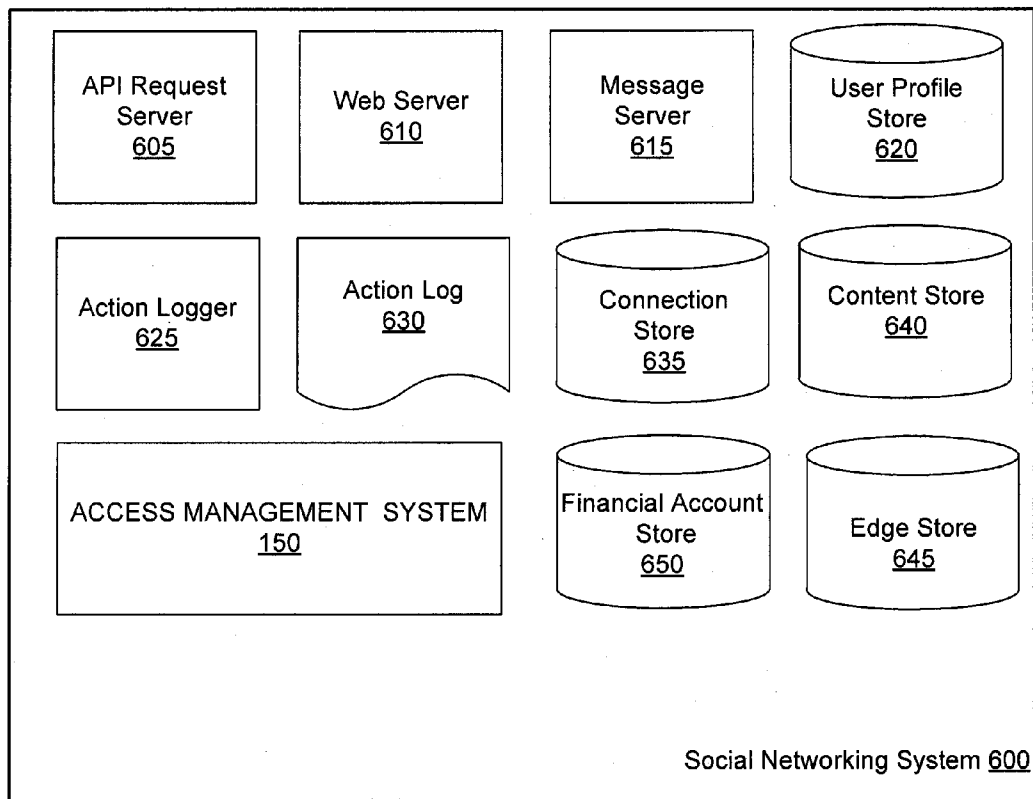 API Request
Server
605
Web Server
610
Message
Server
615
User Profile
Store
620
Action Logger
625
Action Log
630
Connection
Store
635
Content Store
640
ACCESS MANAGEMENT SYSTEM
150
Financial Account
Store
650
Edge Store
645
Social Networking System 600